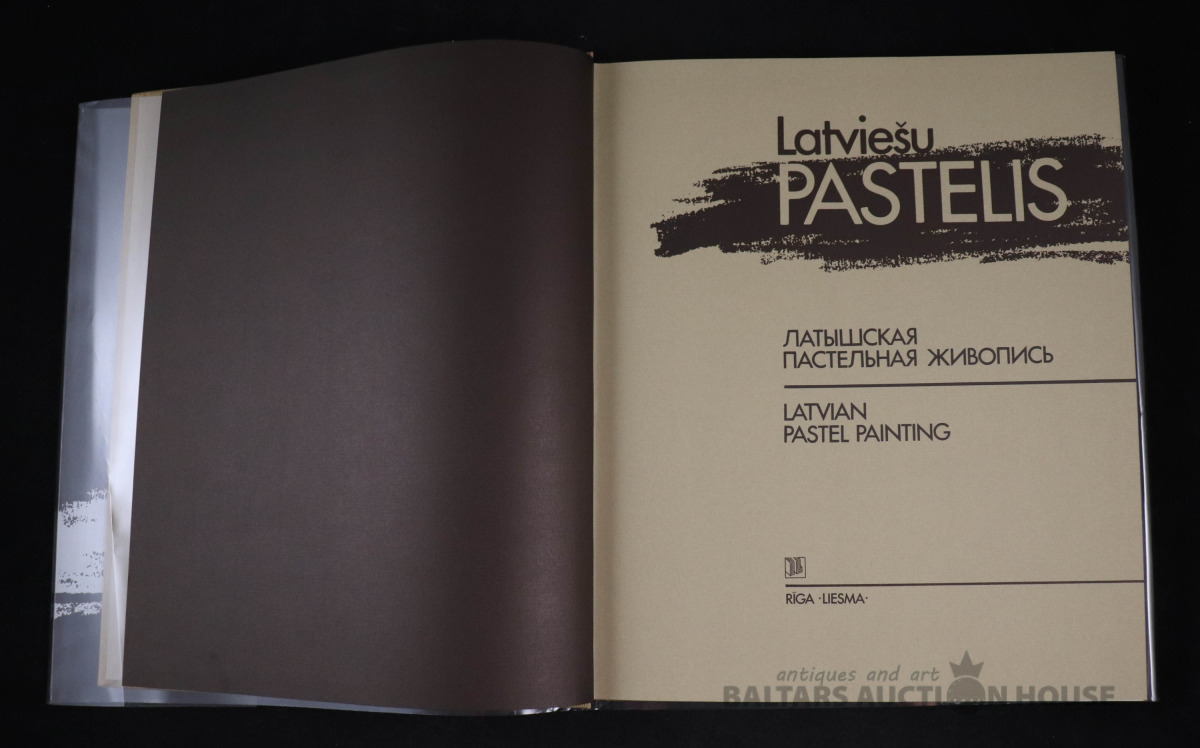 Latviešu
PASTELIS
ЛАТЫШСКАЯ
ПАСТЕЛЬНАЯ ЖИВОПИСЬ
LATVIAN
PASTEL PAINTING
RĪGA ·LIESMA·
antiques and art
BALTARS AUCTION HOUSE